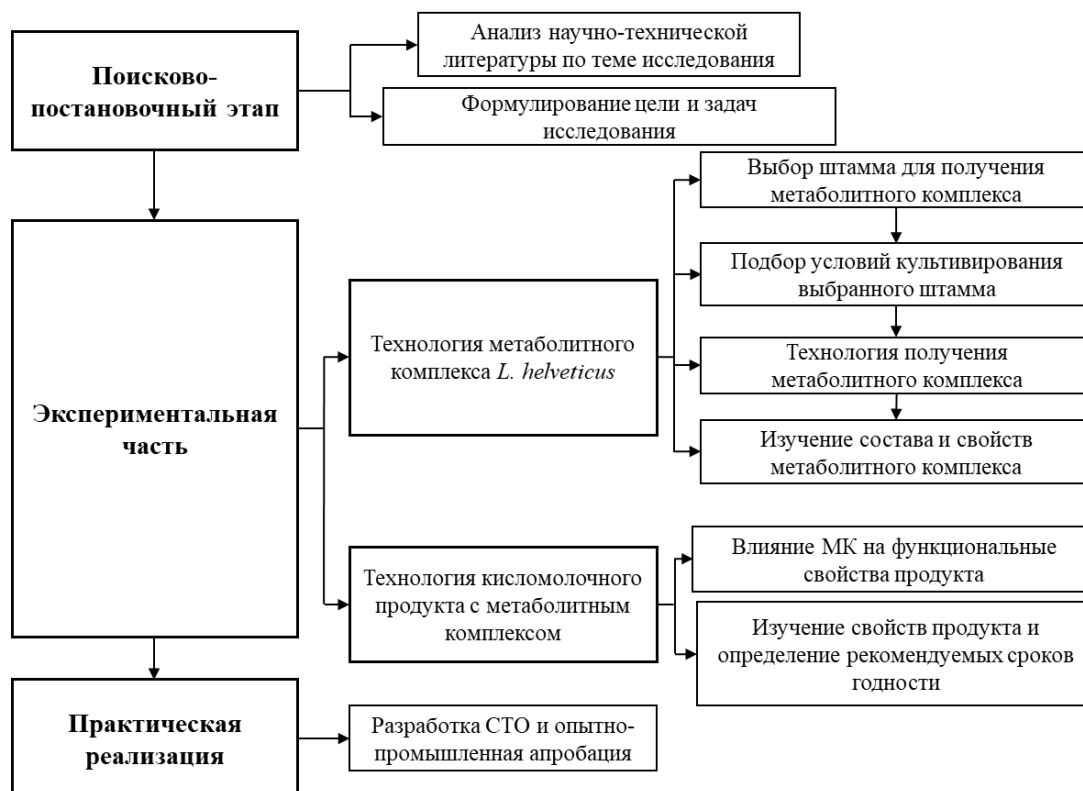 Поисково-
постановочный этап
Анализ научно-технической
литературы по теме исследования
Формулирование цели и задач
исследования
Экспериментальная
часть
Технология метаболитного
комплекса L. helveticus
Выбор штамма для получения
метаболитного комплекса
Подбор условий культивирования
выбранного штамма
Технология получения
метаболитного комплекса
Изучение состава и свойств
метаболитного комплекса
Технология кисломолочного
продукта с метаболитным
комплексом
Влияние МК на функциональные
свойства продукта
Изучение свойств продукта и
определение рекомендуемых сроков
годности
Практическая
реализация
Разработка СТО и опытно-
промышленная апробация